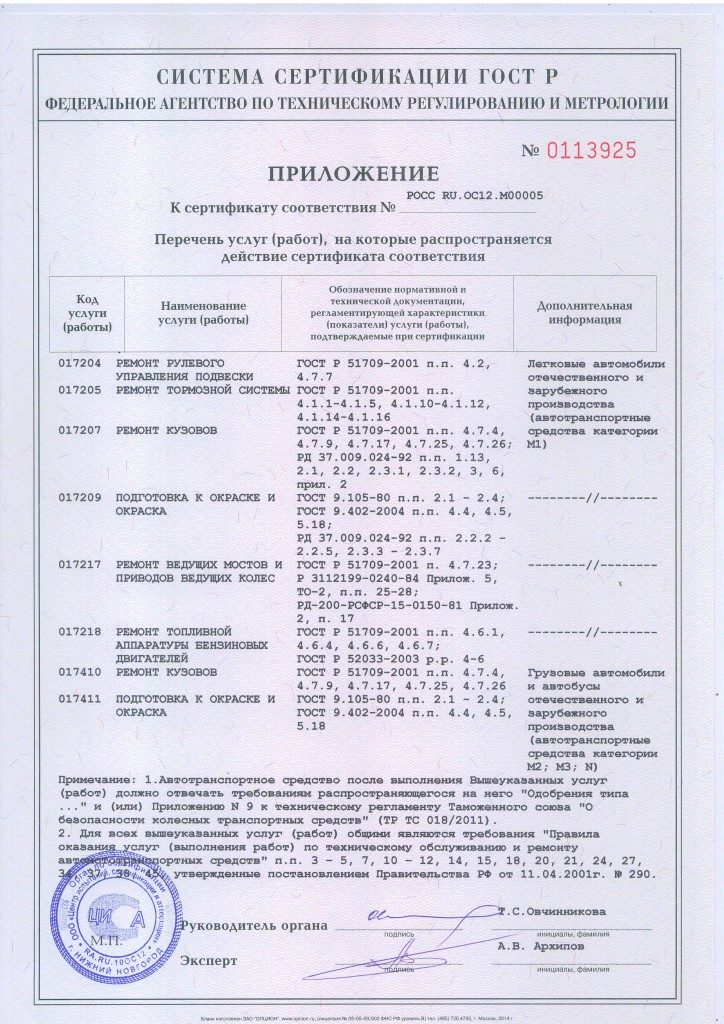 СИСТЕМА СЕРТИФИКАЦИИ ГОСТ Р
ФЕДЕРАЛЬНОЕ АГЕНТСТВО ПО ТЕХНИЧЕСКОМУ РЕГУЛИРОВАНИЮ И МЕТРОЛОГИИ
№ 0113925
ПРИЛОЖЕНИЕ
К сертификату соответствия № РОСС RU.ОС12.М00005
Перечень услуг (работ), на которые распространяется
действие сертификата соответствия
Код
услуги
(работы)
Наименование
услуги (работы)
Обозначение нормативной и
технической документации,
регламентирующей характеристики
(показатели) услуги (работы),
подтверждаемые при сертификации
Дополнительная
информация
017204 РЕМОНТ РУЛЕВОГО ГОСТ Р 51709-2001 п.п. 4.2, Легковые автомобили
УПРАВЛЕНИЯ ПОДВЕСКИ 4.7.7 отечественного и
017205 РЕМОНТ ТОРМОЗНОЙ СИСТЕМЫ ГОСТ Р 51709-2001 п.п. зарубежного
4.1.1-4.1.5, 4.1.10-4.1.12, производства
4.1.14-4.1.16 (автотранспортные
017207 РЕМОНТ КУЗОВОВ ГОСТ Р 51709-2001 п. 4.7.4, средства категории
4.7.9, 4.7.17, 4.7.25, 4.7.26; М1)
РД 37.009.024-92 п.п. 1.13,
2.1, 2.2, 2.3.1, 2.3.2, 3, 6,
прил. 2
017209 ПОДГОТОВКА К ОКРАСКЕ И ГОСТ 9.105-80 п.п. 2.1 - 2.4; --------//--------
ОКРАСКА ГОСТ 9.402-2004 п.п. 4.4, 4.5,
5.18;
РД 37.009.024-92 п.п. 2.2.2 -
2.2.5, 2.3.3 - 2.3.7
017217 РЕМОНТ ВЕДУЩИХ МОСТОВ И ГОСТ Р 51709-2001 п. 4.7.23; --------//--------
ПРИВОДОВ ВЕДУЩИХ КОЛЕС Р 3112199-0240-84 Прилож. 5,
ТО-2, п.п. 25-28;
РД-200-РСФСР-15-0150-81 Прилож.
2, п. 17
017218 РЕМОНТ ТОПЛИВНОЙ ГОСТ Р 51709-2001 п. 4.6.1, --------//--------
АППАРАТУРЫ БЕНЗИНОВЫХ 4.6.4, 4.6.6, 4.6.7;
ДВИГАТЕЛЕЙ ГОСТ Р 52033-2003 р.р. 4-6
017410 РЕМОНТ КУЗОВОВ ГОСТ Р 51709-2001 п. 4.7.4, Грузовые автомобили
4.7.9, 4.7.17, 4.7.25, 4.7.26 и автобусы
017411 ПОДГОТОВКА К ОКРАСКЕ И ГОСТ 9.105-80 п.п. 2.1 - 2.4; отечественного и
ОКРАСКА ГОСТ 9.402-2004 п.п. 4.4, 4.5, зарубежного
5.18 производства
(автотранспортные
средства категории
М2; М3; N)
Примечание: 1.Автотранспортное средство после выполнения Вышеуказанных услуг
(работ) должно отвечать требованиям распространяющегося на него "Одобрения типа
..." и (или) Приложению N 9 к техническому регламенту Таможенного союза "О
безопасности колесных транспортных средств" (ТР ТС 018/2011).
2. Для всех вышеуказанных услуг (работ) общими являются требования "Правила
оказания услуг (выполнения работ) по техническому обслуживанию и ремонту
автомототранспортных средств" п.п. 3 - 5, 7, 10 - 12, 14, 15, 18, 20, 21, 24, 27,
34, 37, 38, 45, утвержденные постановлением Правительства РФ от 11.04.2001г. № 290.
ООО «Центр испытаний, сертификации и аттестации»
ЦИСА
RA.RU.10ОС12
г. НИЖНИЙ НОВГОРОД
М.П.
Руководитель органа Т.С.Овчинникова
подпись инициалы, фамилия
Эксперт А.В. Архипов
подпись инициалы, фамилия
Бланк изготовлен ЗАО "ОПЦИОН", www.opcion.ru, (лицензия № 05-05-09/003 ФНС РФ уровень В) тел. (495) 726 4742, г. Москва, 2014 г.